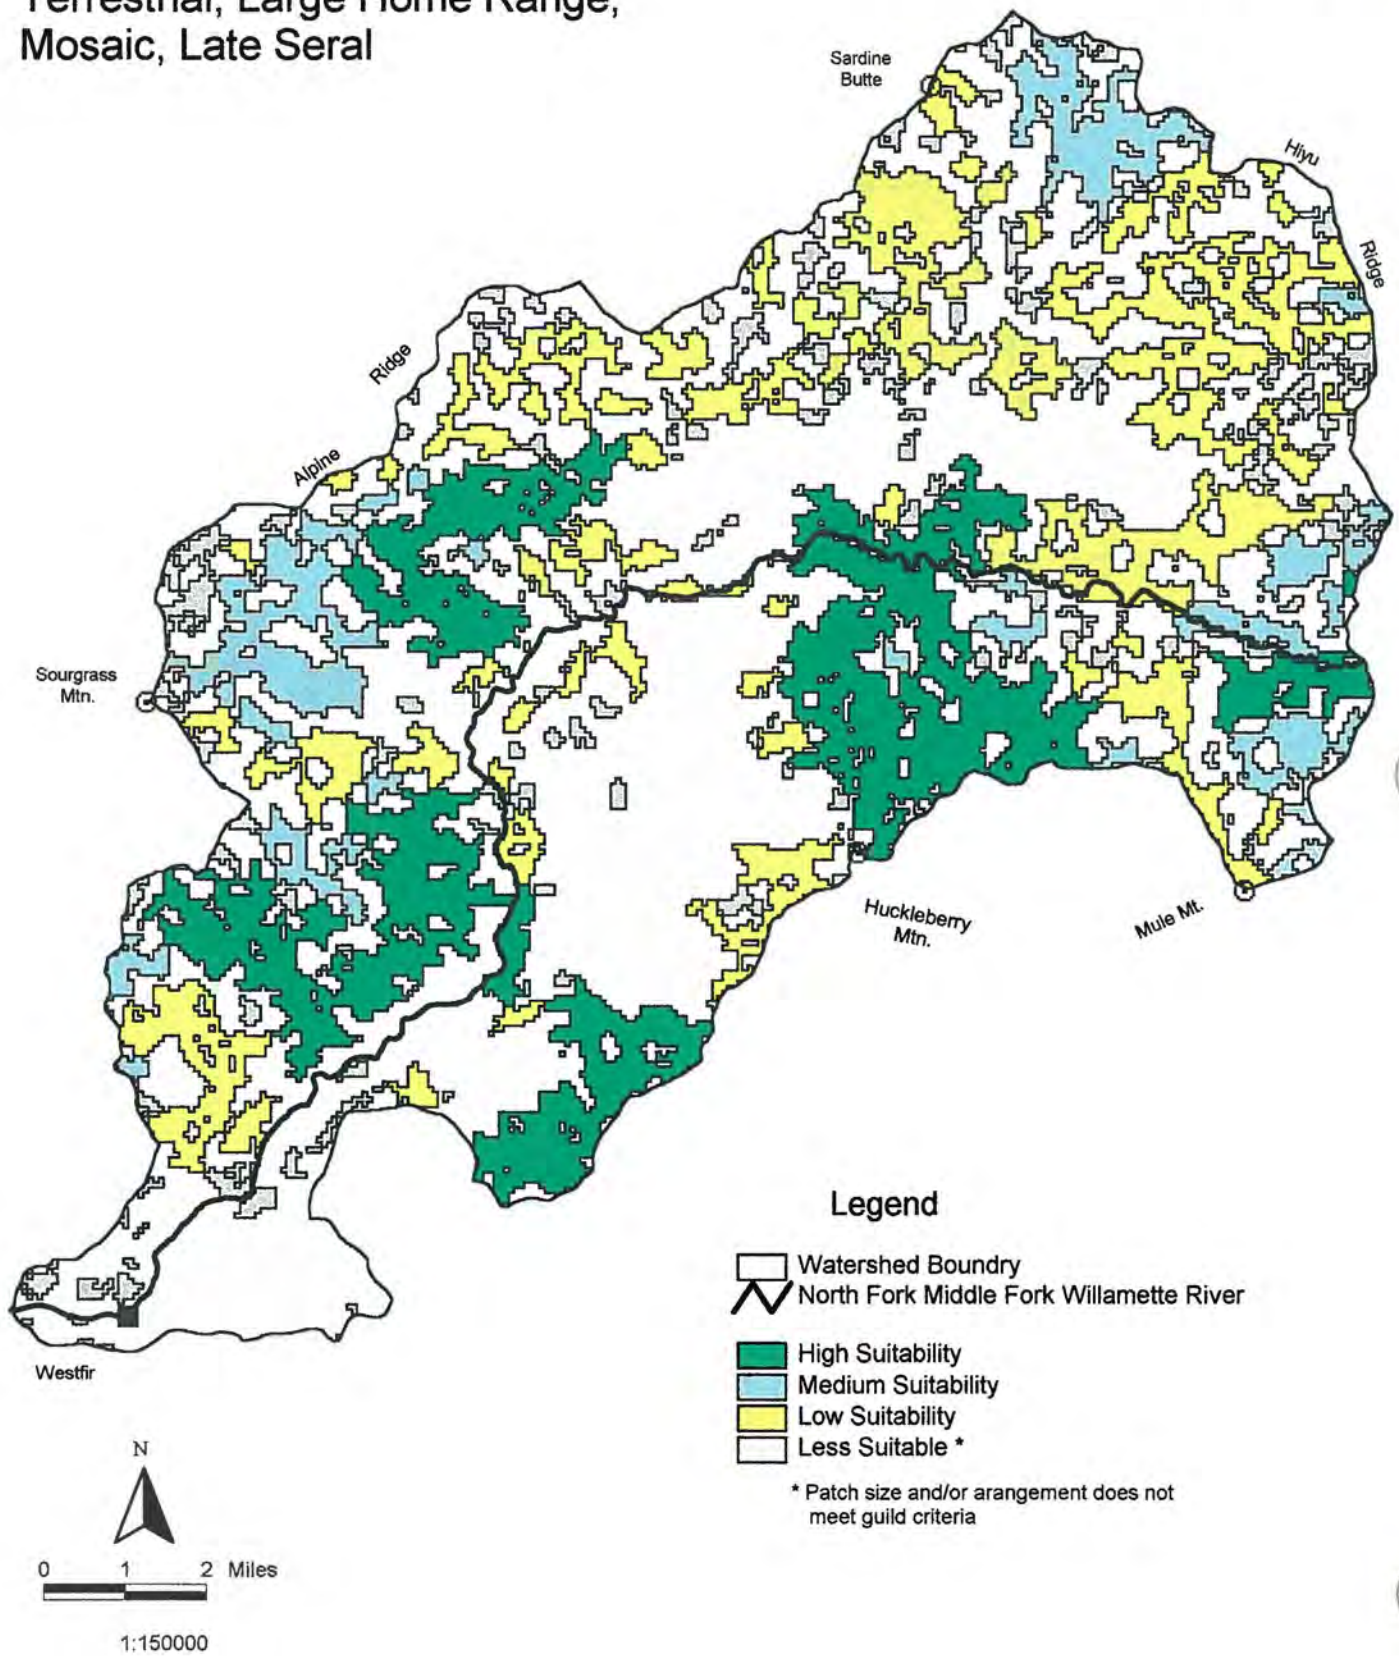 Terrestrial, Large Home Range,
Mosaic, Late Seral
Sardine
Butte
Hiyu
Ridge
Ridge
Alpine
Sourgrass
Mtn.
Huckleberry
Mtn.
Mule Mt.
Westfir
Legend
Watershed Boundry
North Fork Middle Fork Willamette River
High Suitability
Medium Suitability
Low Suitability
Less Suitable *
* Patch size and/or arangement does not
meet guild criteria
N
0 1 2 Miles
1:150000